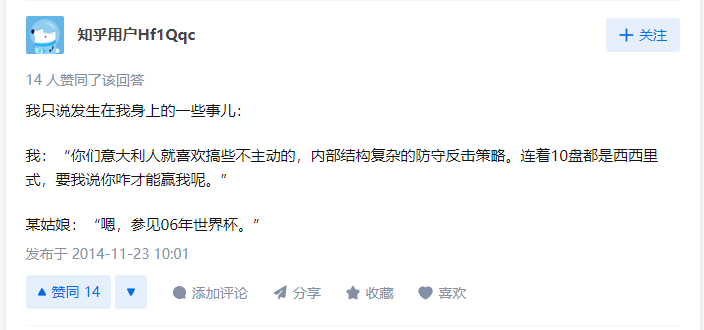 知乎用户Hf1Qqc
关注
14 人赞同了该回答
我只说发生在我身上的一些事儿：
我：“你们意大利人就喜欢搞些不主动的，内部结构复杂的防守反击策略。连着10盘都是西西里
式，要我说你咋才能赢我呢。”
某姑娘：“嗯，参见06年世界杯。”
发布于 2014-11-23 10:01
赞同 14 添加评论 分享 收藏 喜欢